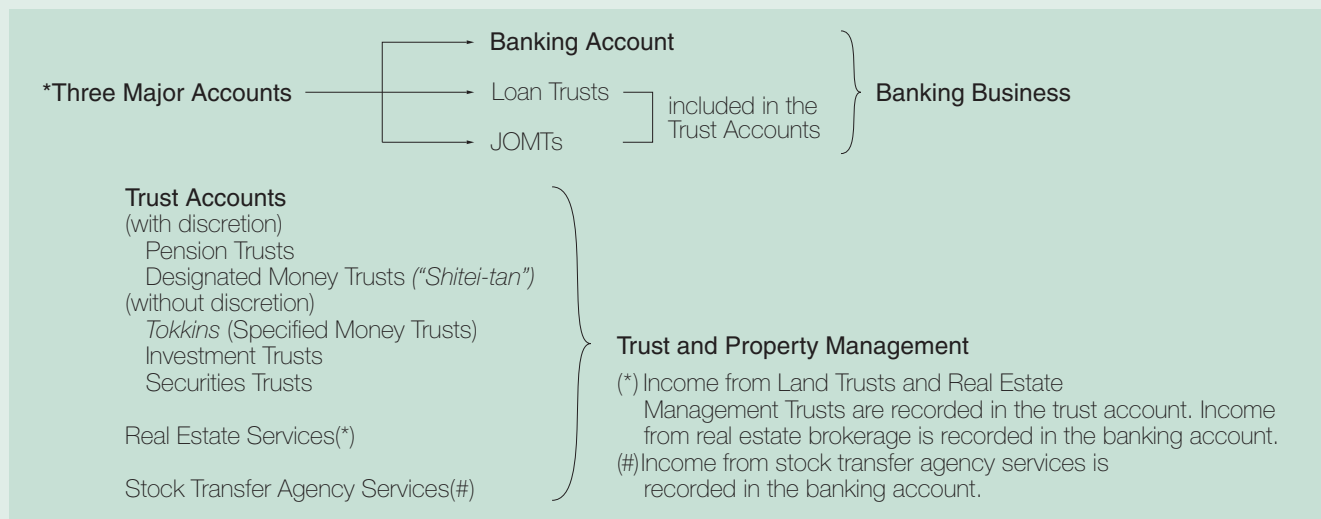 Banking Account
*Three Major Accounts
Loan Trusts
JOMTs
included in the
Trust Accounts
Banking Business
Trust Accounts
(with discretion)
Pension Trusts
Designated Money Trusts (“Shitei-tan”)
(without discretion)
Tokkins (Specified Money Trusts)
Investment Trusts
Securities Trusts
Real Estate Services(*)
Stock Transfer Agency Services(#)
Trust and Property Management
(*) Income from Land Trusts and Real Estate
Management Trusts are recorded in the trust account. Income
from real estate brokerage is recorded in the banking account.
(#)Income from stock transfer agency services is
recorded in the banking account.